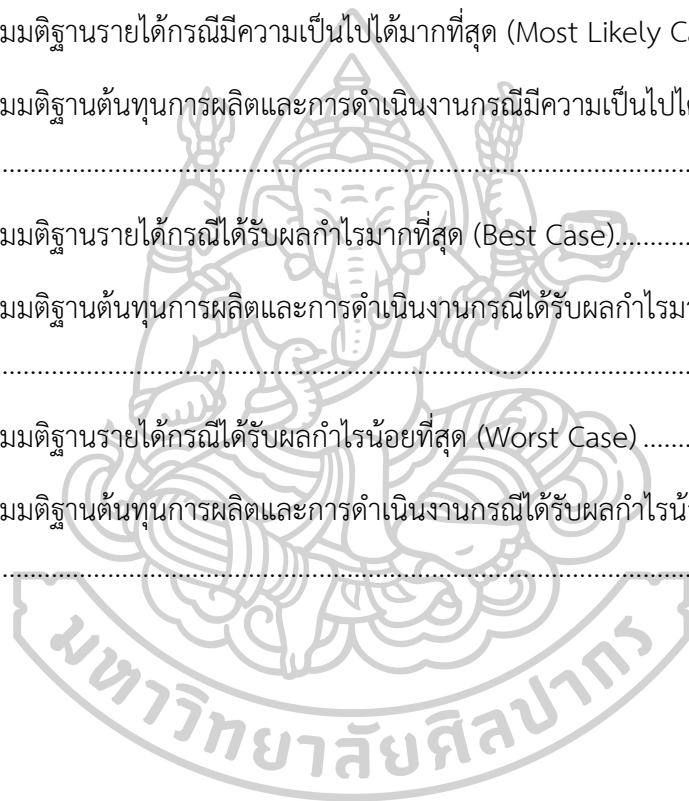 มมติฐานรายได้กรณีมีความเป็นไปได้มากที่สุด (Most Likely Ca
มมติฐานต้นทุนการผลิตและการดำเนินงานกรณีมีความเป็นไปได้
....................................................................................................
มมติฐานรายได้กรณีได้รับผลกำไรมากที่สุด (Best Case)...........
มมติฐานต้นทุนการผลิตและการดำเนินงานกรณีได้รับผลกำไรมา
....................................................................................................
มมติฐานรายได้กรณีได้รับผลกำไรน้อยที่สุด (Worst Case) .......
มมติฐานต้นทุนการผลิตและการดำเนินงานกรณีได้รับผลกำไรน้
....................................................................................................
มหาวิทยาลัยศิลปากร